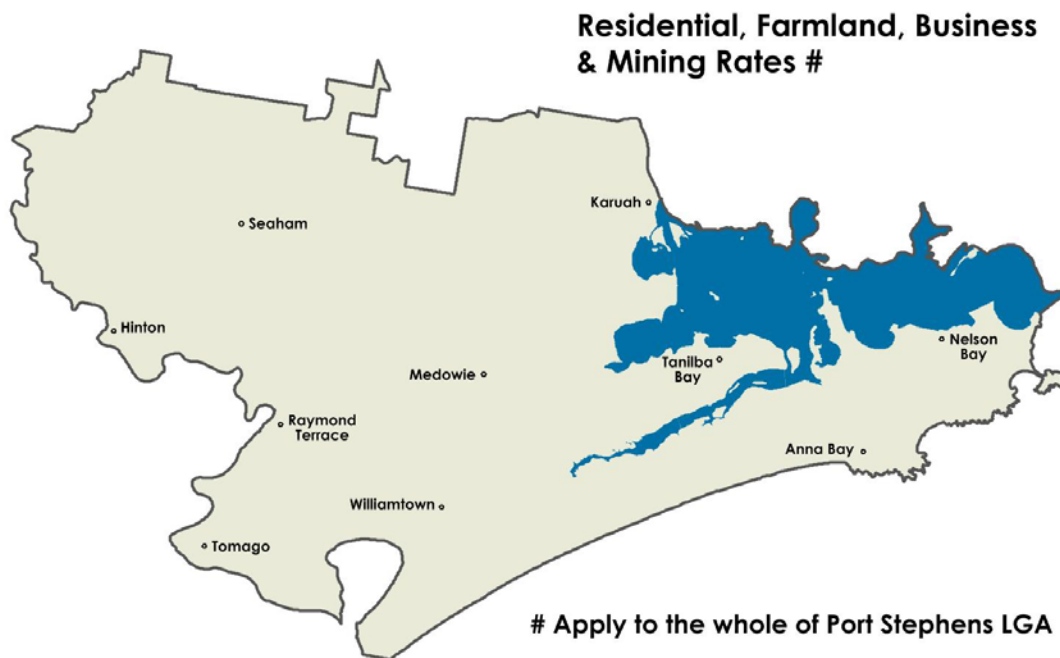 Residential, Farmland, Business
& Mining Rates #
Karuah
Seaham
Hinton
Nelson
Bay
Tanilba
Bay
Medowie
Raymond
Terrace
Anna Bay
Williamtown
Tomago
# Apply to the whole of Port Stephens LGA